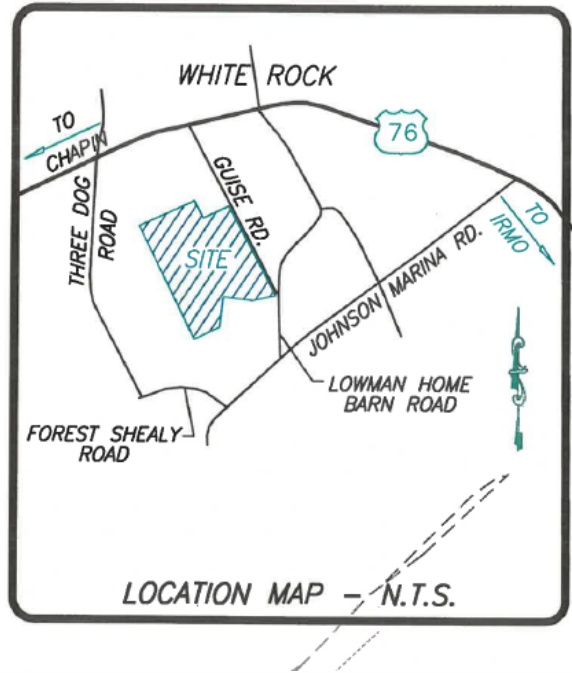 WHITE ROCK
76
TO
CHAPIN
THREE DOG
ROAD
GUISE RD.
SITE
TO
IRMO
JOHNSON MARINA RD.
LOWMAN HOME
BARN ROAD
FOREST SHEALY
ROAD
LOCATION MAP - N.T.S.